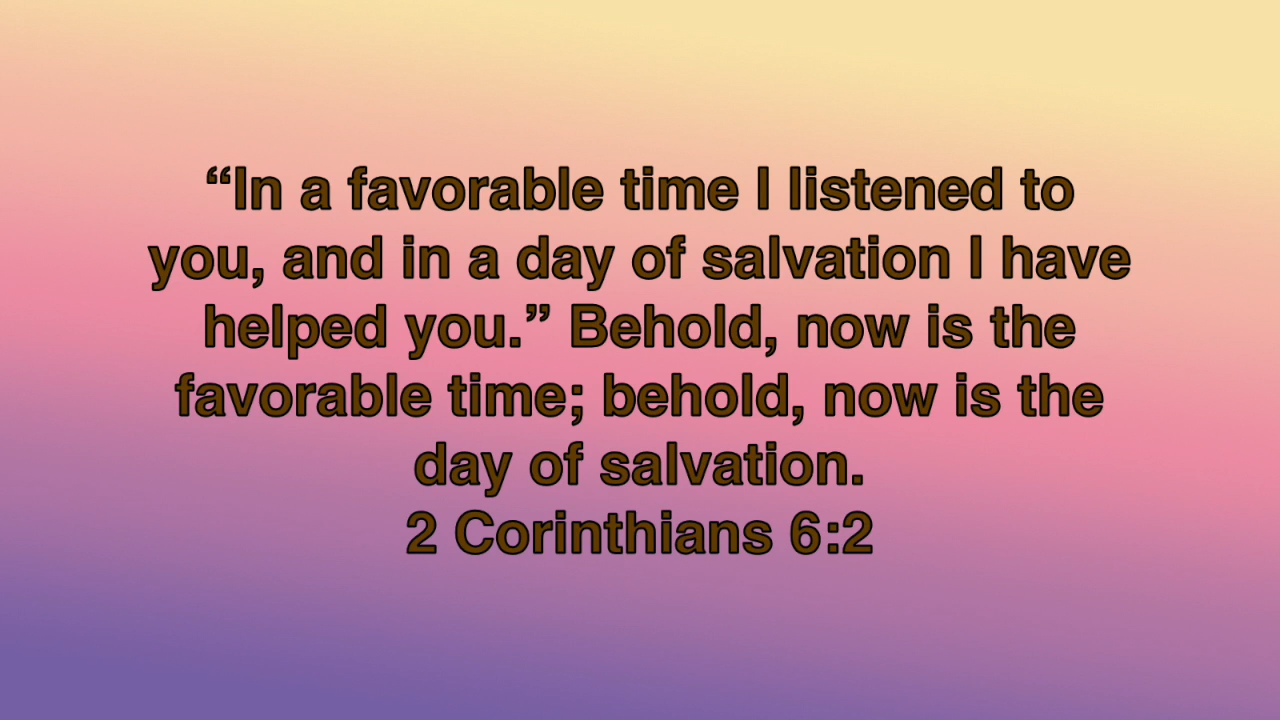 “In a favorable time I listened to
you, and in a day of salvation I have
helped you.” Behold, now is the
favorable time; behold, now is the
day of salvation.
2 Corinthians 6:2